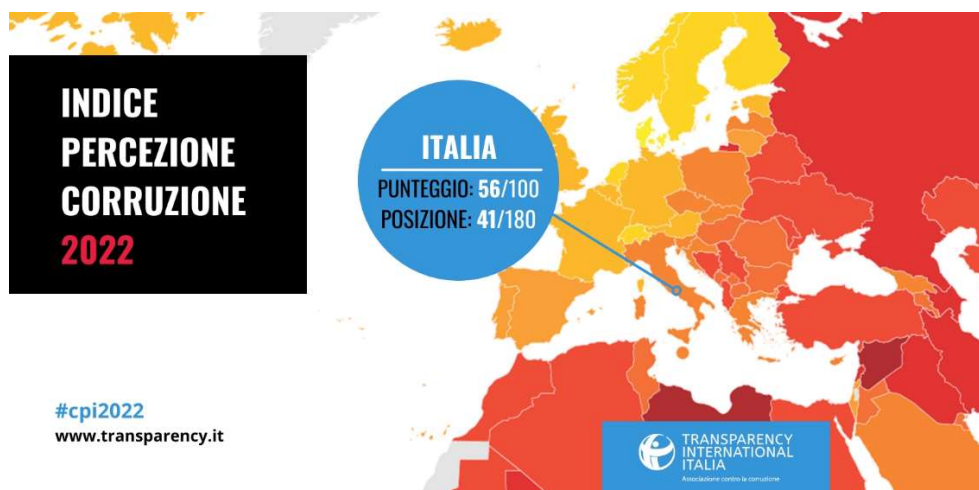 INDICE
PERCEZIONE
CORRUZIONE
2022
ITALIA
PUNTEGGIO: 56/100
POSIZIONE: 41/180
#cpi2022
www.transparency.it
TRANSPARENCY
INTERNATIONAL
ITALIA
Associazione contro la corruzione